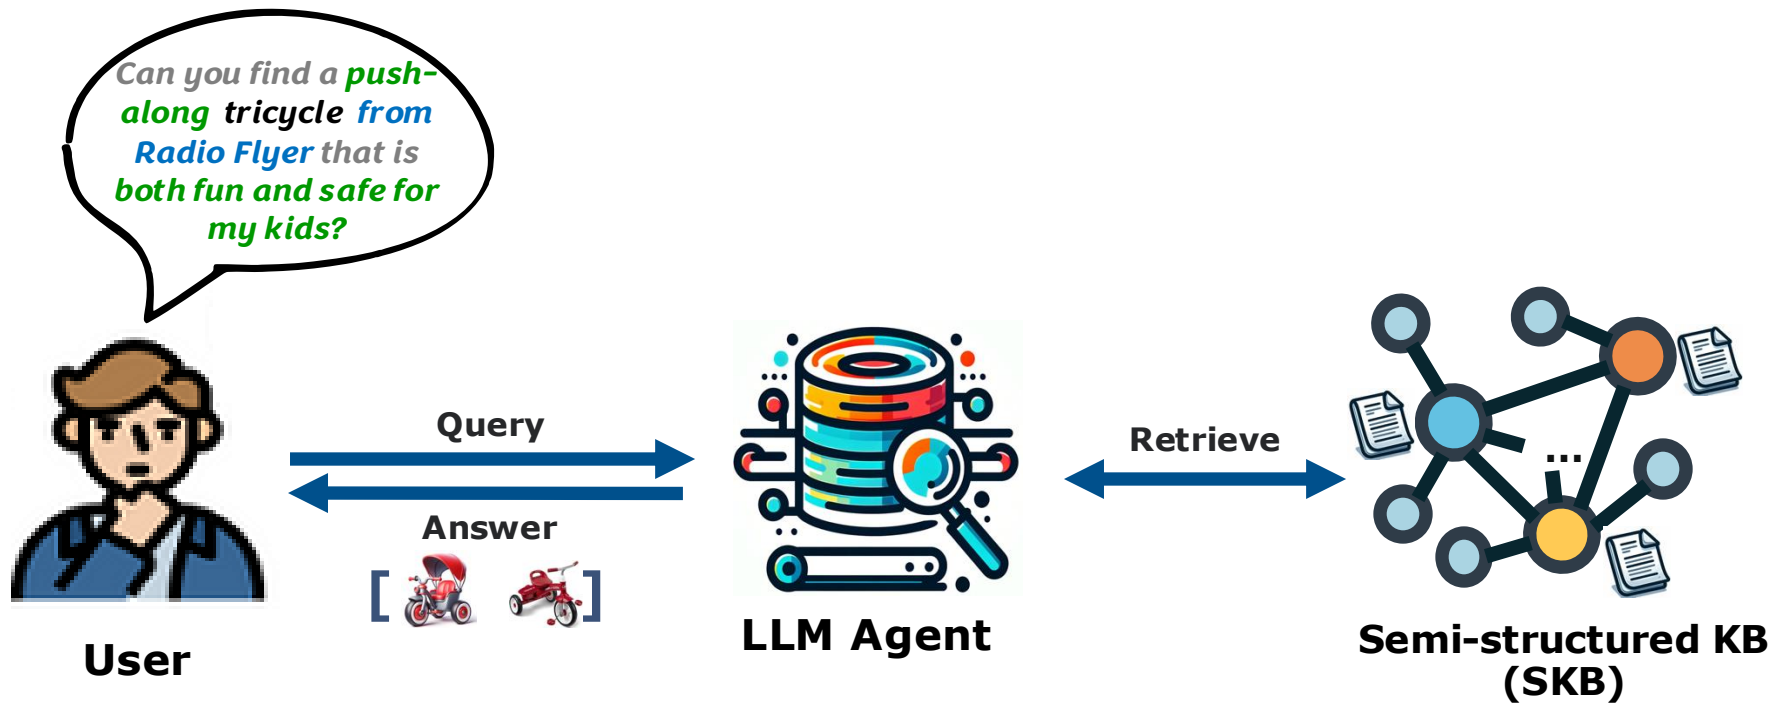 Can you find a push-
along tricycle from
Radio Flyer that is
both fun and safe for
my kids?
Query
Answer
[ ]
User
LLM Agent
Retrieve
...
Semi-structured KB
(SKB)